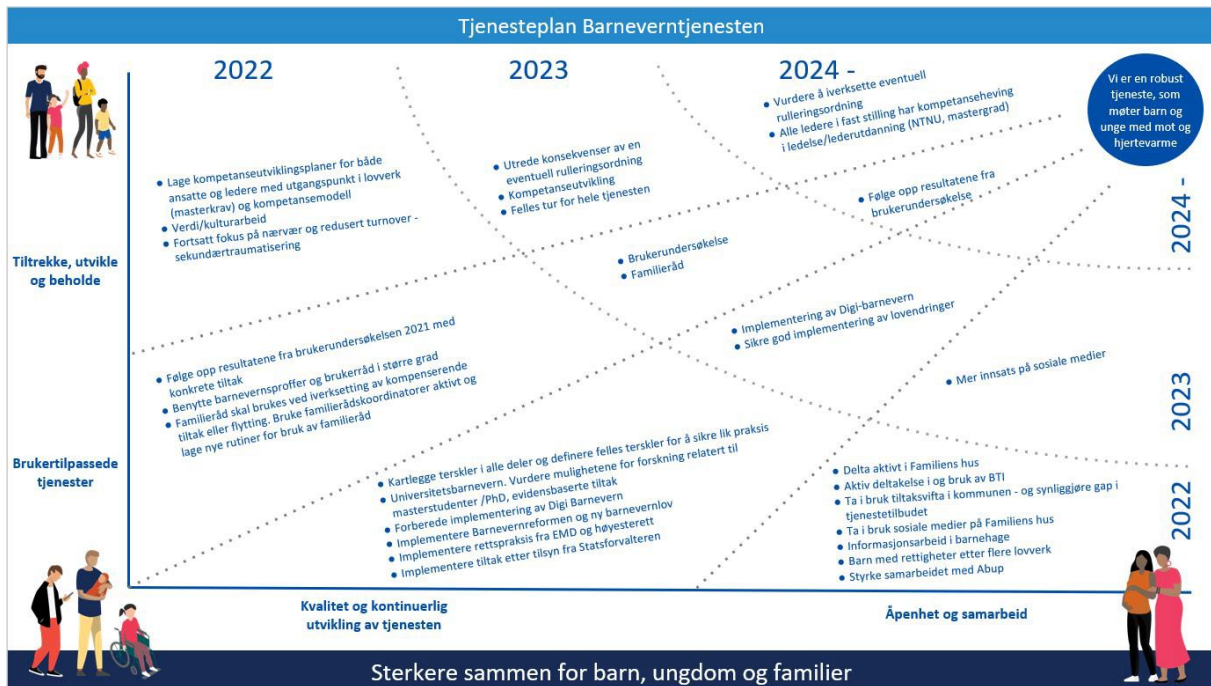 Tjenesteplan Barneverntjenesten
2022
2023
2024 -
Vi er en robust
tjeneste, som
møter barn og
unge med mot og
hjertevarme
Tiltrekke, utvikle
og beholde
• Lage kompetanseutviklingsplaner for både
ansatte og ledere med utgangspunkt i lovverk
(masterkrav) og kompetansemodell
• Verdi/kulturarbeid
• Fortsatt fokus på nærvær og redusert turnover -
sekundærtraumatisering
• Utrede konsekvenser av en
eventuell rulleringsordning
• Kompetanseutvikling
• Felles tur for hele tjenesten
• Vurdere å iverksette eventuell
rulleringsordning
• Alle ledere i fast stilling har kompetanseheving
i ledelse/lederutdanning (NTNU, mastergrad)
Brukertilpassede
tjenester
• Følge opp resultatene fra brukerundersøkelsen 2021 med
konkrete tiltak
• Benytte barnevernsproffer og brukerråd i større grad
• Familieråd skal brukes ved iverksetting av kompenserende
tiltak eller flytting. Bruke familierådskoordinatorer aktivt og
lage nye rutiner for bruk av familieråd
• Brukerundersøkelse
• Familieråd
• Følge opp resultatene fra
brukerundersøkelse
• Kartlegge terskler i alle deler og definere felles terskler for å sikre lik praksis
• Universitetsbarnevern. Vurdere mulighetene for forskning relatert til
masterstudenter /PhD, evidensbaserte tiltak
• Forberede implementering av Digi Barnevern
• Implementere Barnevernreformen og ny barnevernlov
• Implementere rettspraksis fra EMD og høyesterett
• Implementere tiltak etter tilsyn fra Statsforvalteren
• Implementering av Digi-barnevern
• Sikre god implementering av lovendringer
• Delta aktivt i Familiens hus
• Aktiv deltakelse i og bruk av BTI
• Ta i bruk tiltaksvifta i kommunen - og synliggjøre gap i
tjenestetilbudet
• Ta i bruk sosiale medier på Familiens hus
• Informasjonsarbeid i barnehage
• Barn med rettigheter etter flere lovverk
• Styrke samarbeidet med Abup
• Mer innsats på sosiale medier
2024 -
2023
2022
Kvalitet og kontinuerlig
utvikling av tjenesten
Åpenhet og samarbeid
Sterkere sammen for barn, ungdom og familier